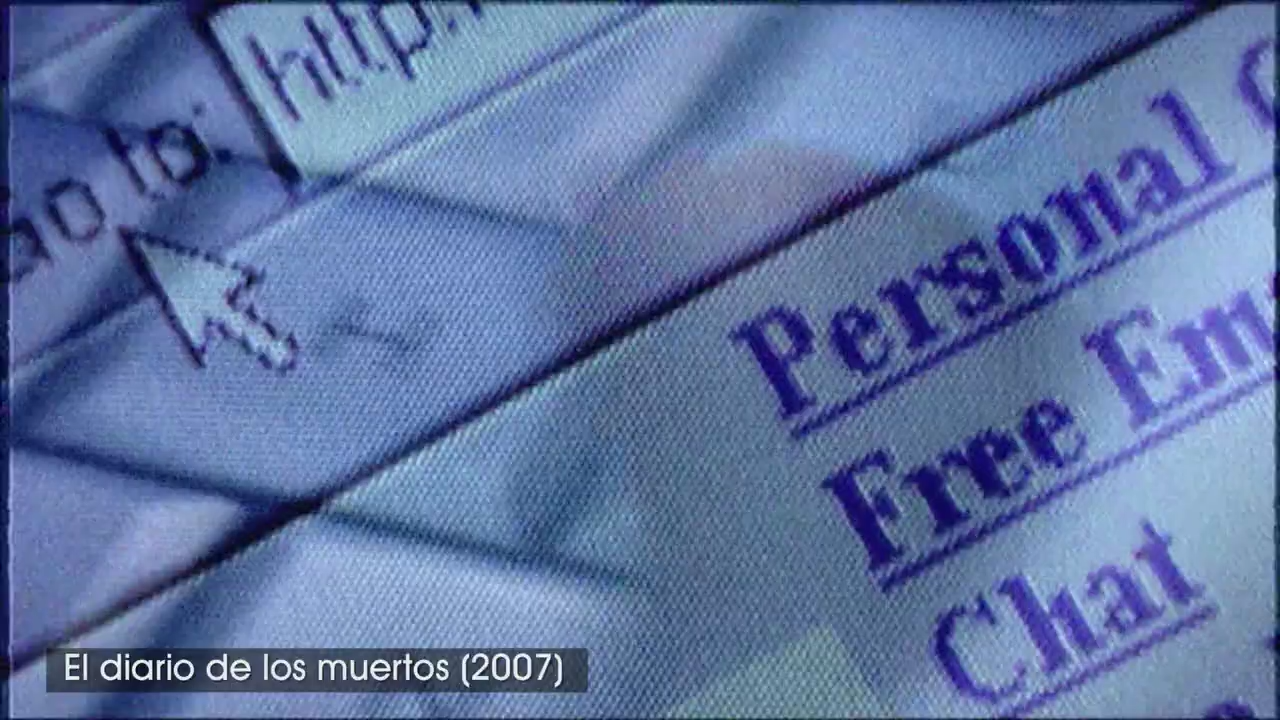 http:
Go to:
Personal
Free Em
Chat
El diario de los muertos (2007)